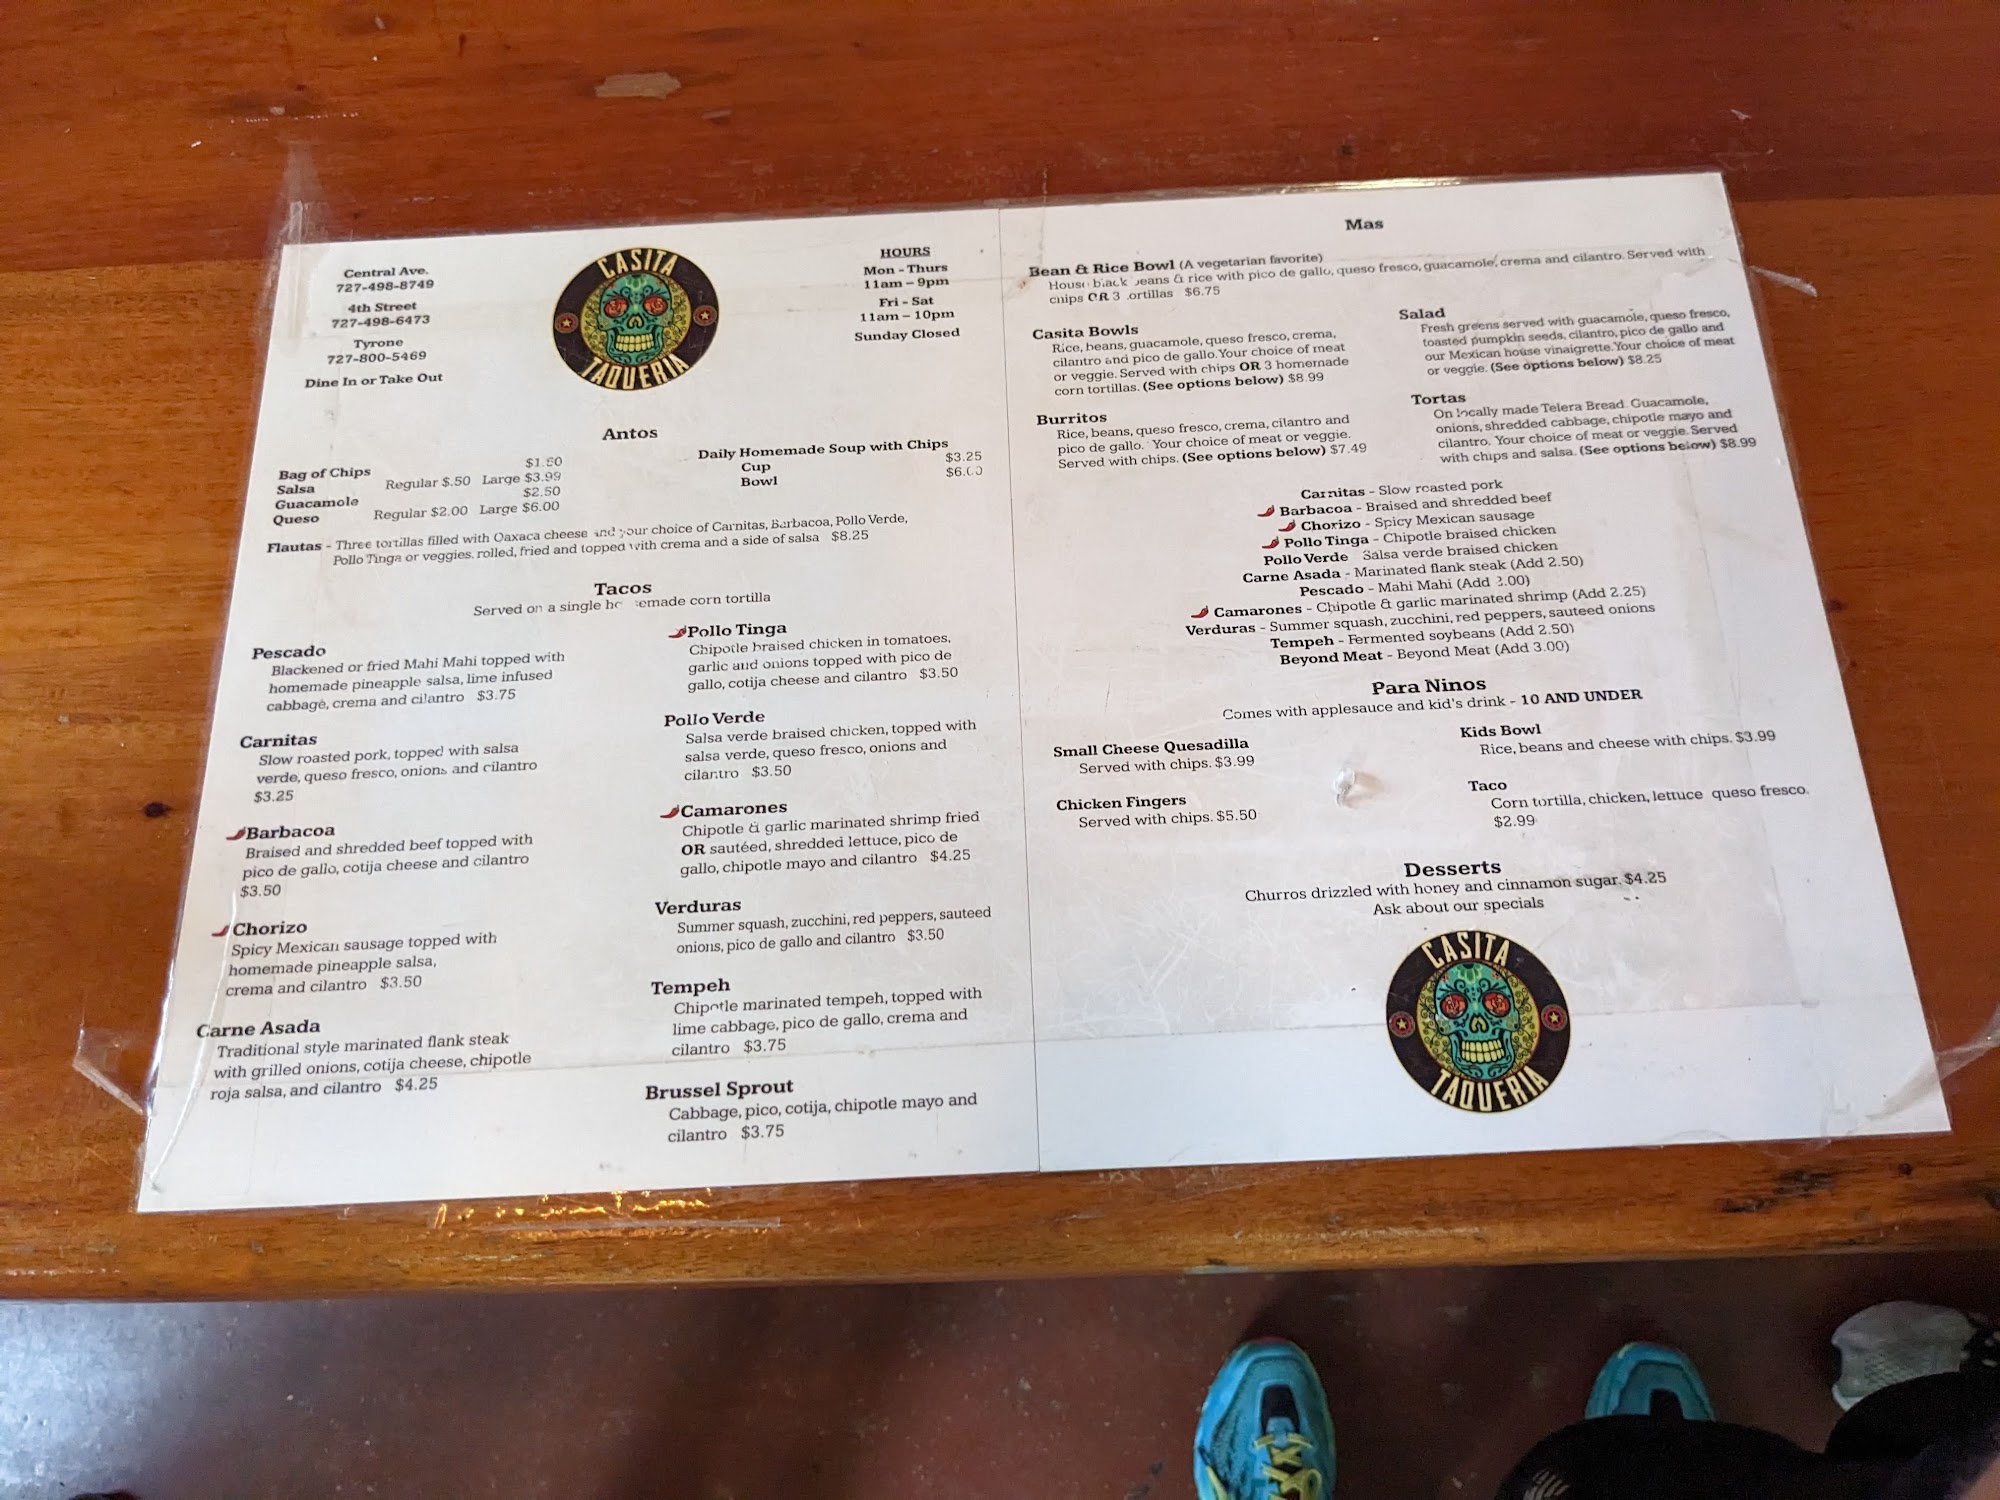 Central Ave.
727-498-8749
4th Street
727-498-6473
Tyrone
727-800-5469
Dine In or Take Out
CASITA
TAQUERIA
HOURS
Mon - Thurs
11am – 9pm
Fri - Sat
11am – 10pm
Sunday Closed
Antos
Bag of Chips $1.50
Salsa Regular $.50 Large $3.99
Guacamole $2.50
Queso Regular $2.00 Large $6.00
Daily Homemade Soup with Chips
Cup $3.25
Bowl
Flautas - Three tortillas filled with Oaxaca cheese and your choice of Carnitas, Barbacoa, Pollo Verde,
Pollo Tinga or veggies. rolled, fried and topped with crema and a side of salsa $8.25
Tacos
Served on a single homemade corn tortilla
Pescado
Blackened or fried Mahi Mahi topped with
homemade pineapple salsa, lime infused
cabbage, crema and cilantro $3.75
Carnitas
Slow roasted pork, topped with salsa
verde, queso fresco, onions and cilantro
$3.25
Barbacoa
Braised and shredded beef topped with
pico de gallo, cotija cheese and cilantro
$3.50
Chorizo
Spicy Mexican sausage topped with
homemade pineapple salsa,
crema and cilantro $3.50
Carne Asada
Traditional style marinated flank steak
with grilled onions, cotija cheese, chipotle
roja salsa, and cilantro $4.25
Pollo Tinga
Chipotle braised chicken in tomatoes,
garlic and onions topped with pico de
gallo, cotija cheese and cilantro $3.50
Pollo Verde
Salsa verde braised chicken, topped with
salsa verde, queso fresco, onions and
cilantro $3.50
Camarones
Chipotle & garlic marinated shrimp fried
OR sautéed, shredded lettuce, pico de
gallo, chipotle mayo and cilantro $4.25
Verduras
Summer squash, zucchini, red peppers, sauteed
onions, pico de gallo and cilantro $3.50
Tempeh
Chipotle marinated tempeh, topped with
lime cabbage, pico de gallo, crema and
cilantro $3.75
Brussel Sprout
Cabbage, pico, cotija, chipotle mayo and
cilantro $3.75
Mas
Bean & Rice Bowl (A vegetarian favorite)
House black beans & rice with pico de gallo, queso fresco, guacamole, crema and cilantro. Served with
chips OR 3 tortillas $6.75
Casita Bowls
Rice, beans, guacamole, queso fresco, crema,
cilantro and pico de gallo. Your choice of meat
or veggie. Served with chips OR 3 homemade
corn tortillas. (See options below) $8.99
Burritos
Rice, beans, queso fresco, crema, cilantro and
pico de gallo. Your choice of meat or veggie.
Served with chips. (See options below) $7.49
Salad
Fresh greens served with guacamole, queso fresco,
toasted pumpkin seeds, cilantro, pico de gallo and
our Mexican house vinaigrette. Your choice of meat
or veggie. (See options below) $8.25
Tortas
On locally made Telera Bread. Guacamole,
onions, shredded cabbage, chipotle mayo and
cilantro. Your choice of meat or veggie. Served
with chips and salsa. (See options below) $8.99
Carnitas - Slow roasted pork
Barbacoa - Braised and shredded beef
Chorizo - Spicy Mexican sausage
Pollo Tinga - Chipotle braised chicken
Pollo Verde Salsa verde braised chicken
Carne Asada - Marinated flank steak (Add 2.50)
Pescado - Mahi Mahi (Add
Camarones - Chipotle & garlic marinated shrimp (Add 2.25)
Verduras - Summer squash, zucchini, red peppers, sauteed onions
Tempeh - Fermented soybeans (Add 2.50)
Beyond Meat - Beyond Meat (Add 3.00)
Para Ninos
Comes with applesauce and kid's drink - 10 AND UNDER
Small Cheese Quesadilla
Served with chips. $3.99
Chicken Fingers
Served with chips. $5.50
Kids Bowl
Rice, beans and cheese with chips. $3.99
Taco
Corn tortilla, chicken, lettuce queso fresco.
$2.99
Desserts
Churros drizzled with honey and cinnamon sugar. $4.25
Ask about our specials
CASITA
TAQUERIA